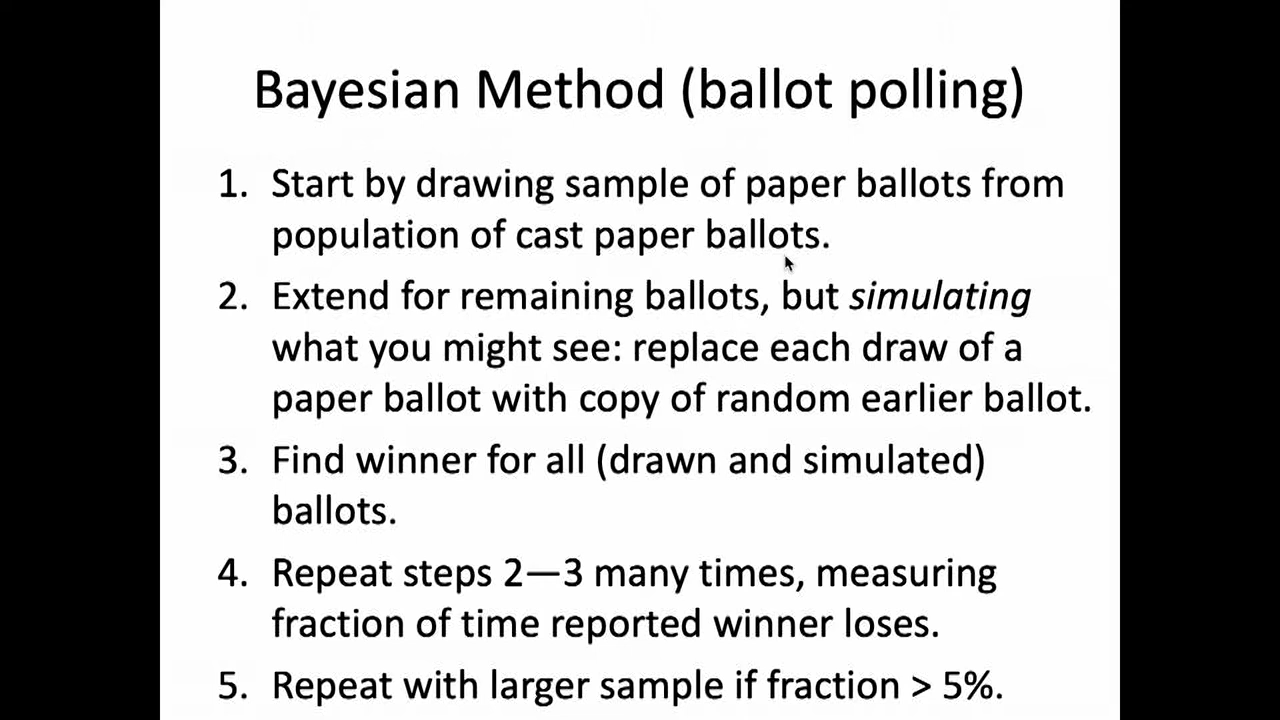 Bayesian Method (ballot polling)
1. Start by drawing sample of paper ballots from
population of cast paper ballots.
2. Extend for remaining ballots, but simulating
what you might see: replace each draw of a
paper ballot with copy of random earlier ballot.
3. Find winner for all (drawn and simulated)
ballots.
4. Repeat steps 2—3 many times, measuring
fraction of time reported winner loses.
5. Repeat with larger sample if fraction > 5%.